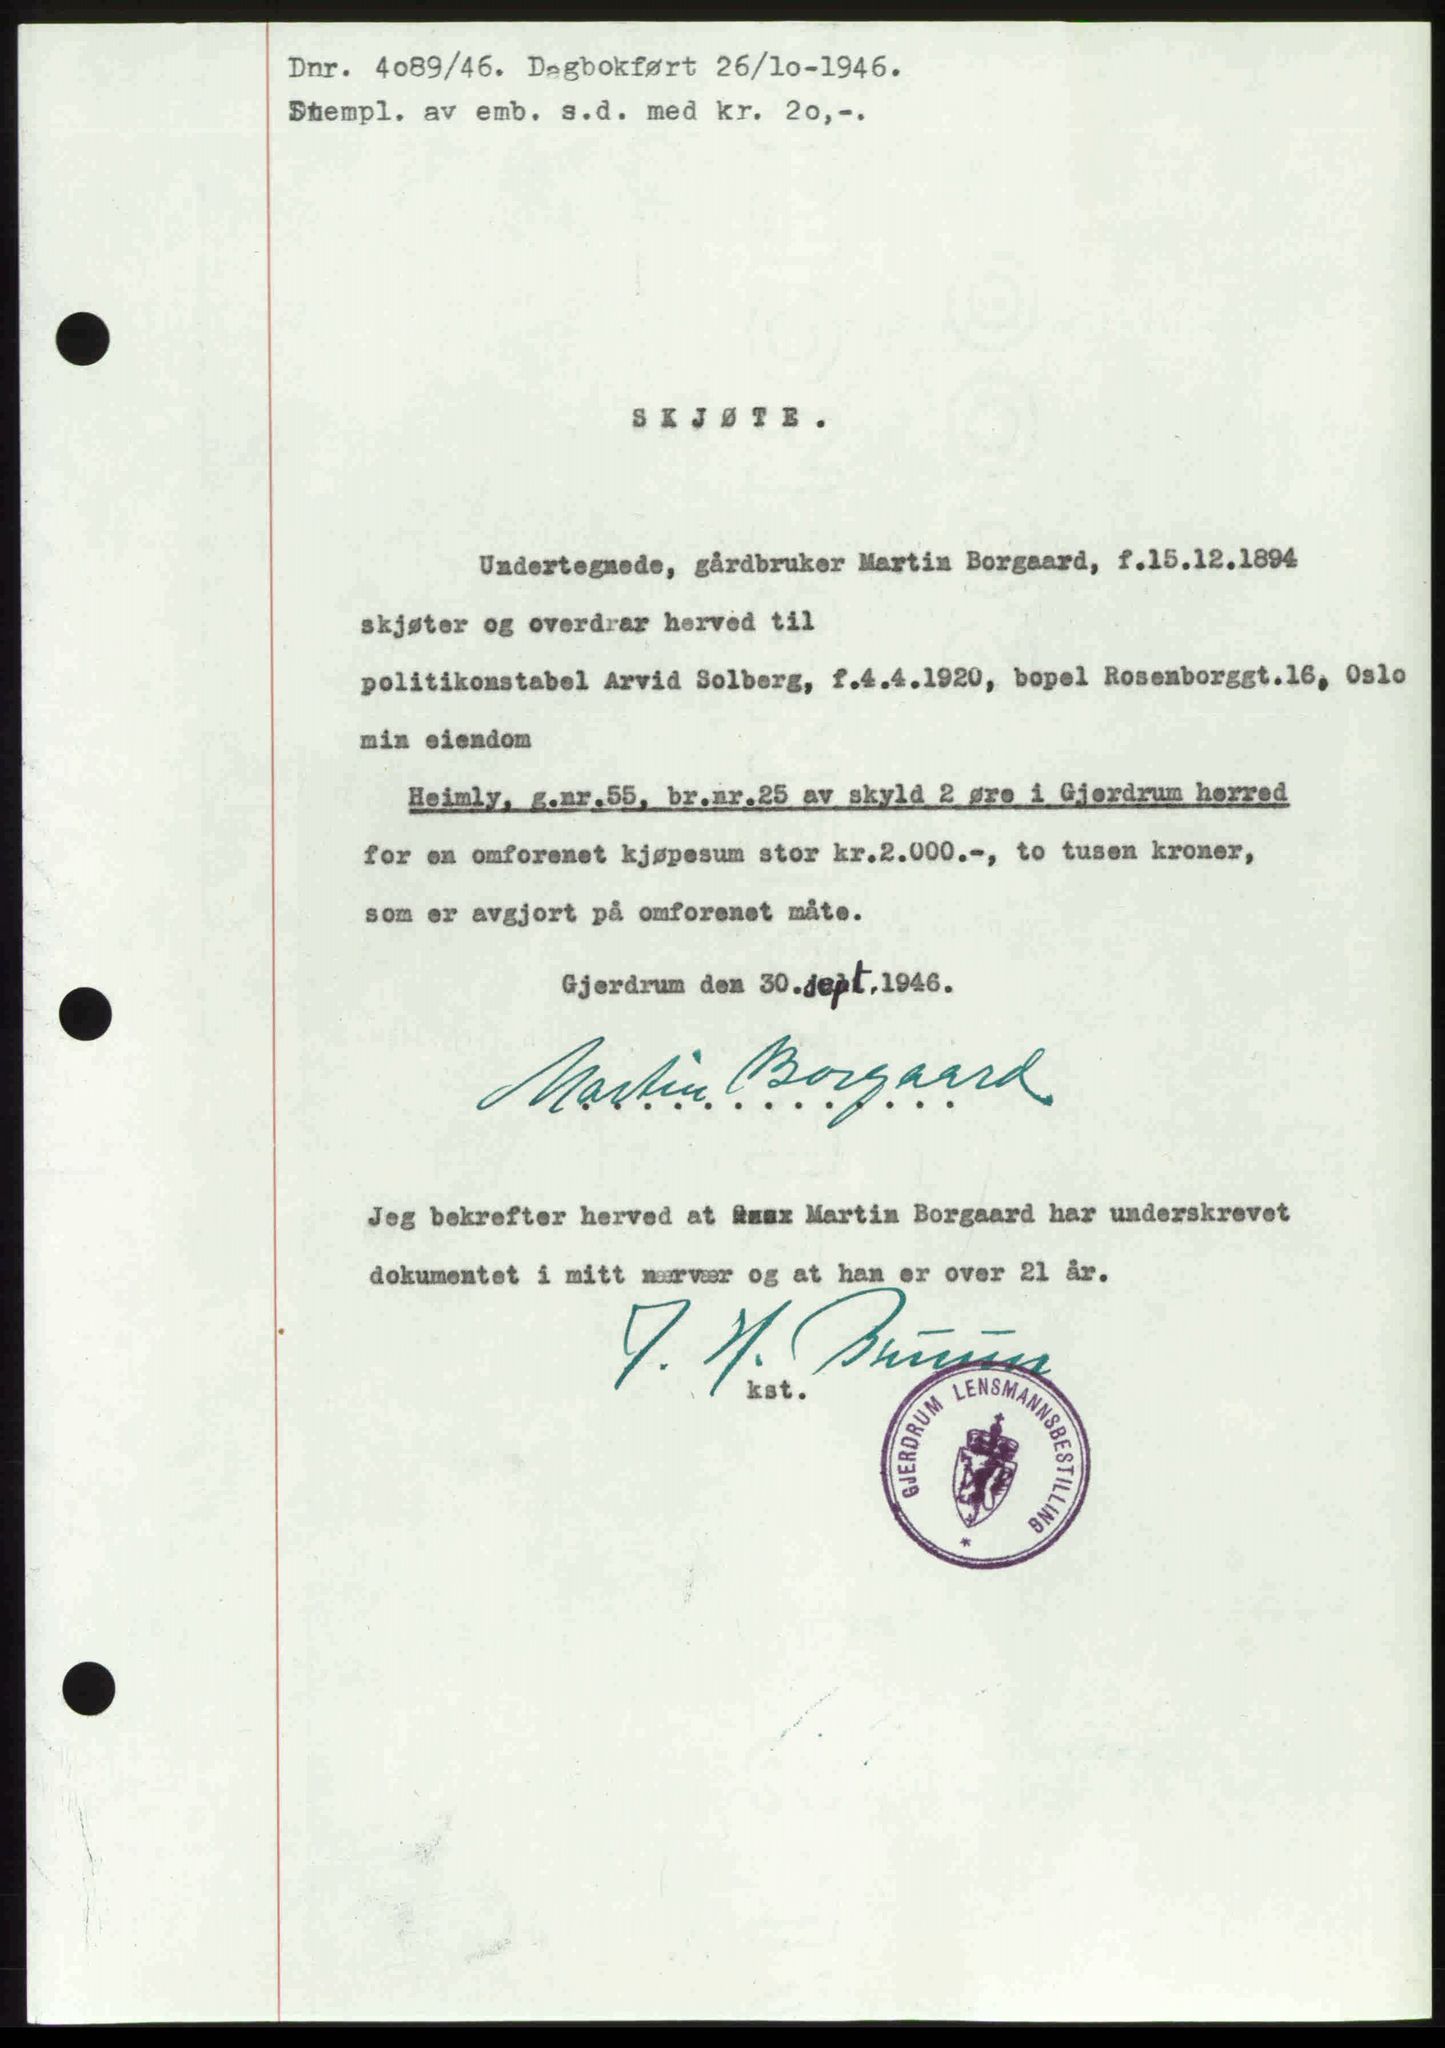 Dnr. 4o89/46. Dagbokført 26/1o-1946.
Stempl. av emb. s.d. med kr. 2o,-.
SKJØTE.
Undertegnede, gårdbruker Martin Borgaard, f.15.12.1894
skjøter og overdrar herved til
politikonstabel Arvid Solberg, f.4.4.1920, bopel Rosenborggt.16, Oslo
min eiendom
Heimly, g.nr.55, br.nr.25 av skyld 2 øre i Gjerdrum herred
for en omforenet kjøpesum stor kr.2.000.-, to tusen kroner,
som er avgjort på omforenet måte.
Gjerdrum den 30.sept.1946.
Martin Borgaard
Jeg bekrefter herved at Martin Borgaard har underskrevet
dokumentet i mitt nærvær og at han er over 21 år.
J. H. Bruun
kst.
GJERDRUM LENSMANNSBESTILLING *